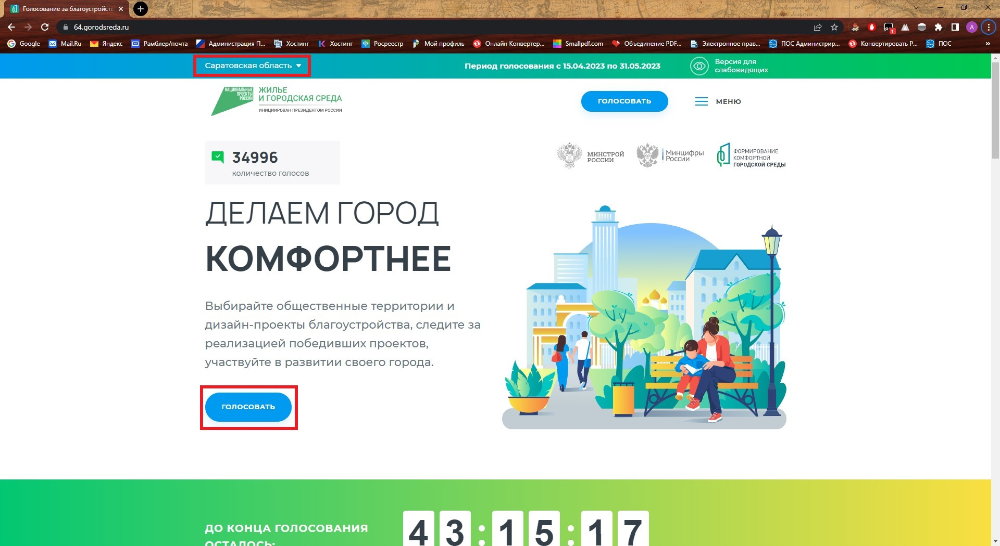 Голосование за благоустройств
64.gorodsreda.ru
Google
Mail.Ru
Яндекс
Рамблер/почта
Администрация П...
Хостинг
Хостинг
Росреестр
Мой профиль
Онлайн Конвертер...
Smallpdf.com
Объединение PDF...
Электронное прав...
ПОС Администрир...
Конвертировать Р...
ПОС
»
1
A
Саратовская область
Период голосования с 15.04.2023 по 31.05.2023
Версия для
слабовидящих
НАЦИОНАЛЬНЫЕ
ПРОЕКТЫ
РОССИИ
ЖИЛЬЕ
И ГОРОДСКАЯ СРЕДА
ИНИЦИИРОВАН ПРЕЗИДЕНТОМ РОССИИ
ГОЛОСОВАТЬ
МЕНЮ
34996
количество голосов
МИНСТРОЙ
РОССИИ
Минцифры
России
ФОРМИРОВАНИЕ
КОМФОРТНОЙ
ГОРОДСКОЙ СРЕДЫ
ДЕЛАЕМ ГОРОД
КОМФОРТНЕЕ
Выбирайте общественные территории и
дизайн-проекты благоустройства, следите за
реализацией победивших проектов,
участвуйте в развитии своего города.
ГОЛОСОВАТЬ
ДО КОНЦА ГОЛОСОВАНИЯ
ОСТАЛОСЬ:
43:15:17